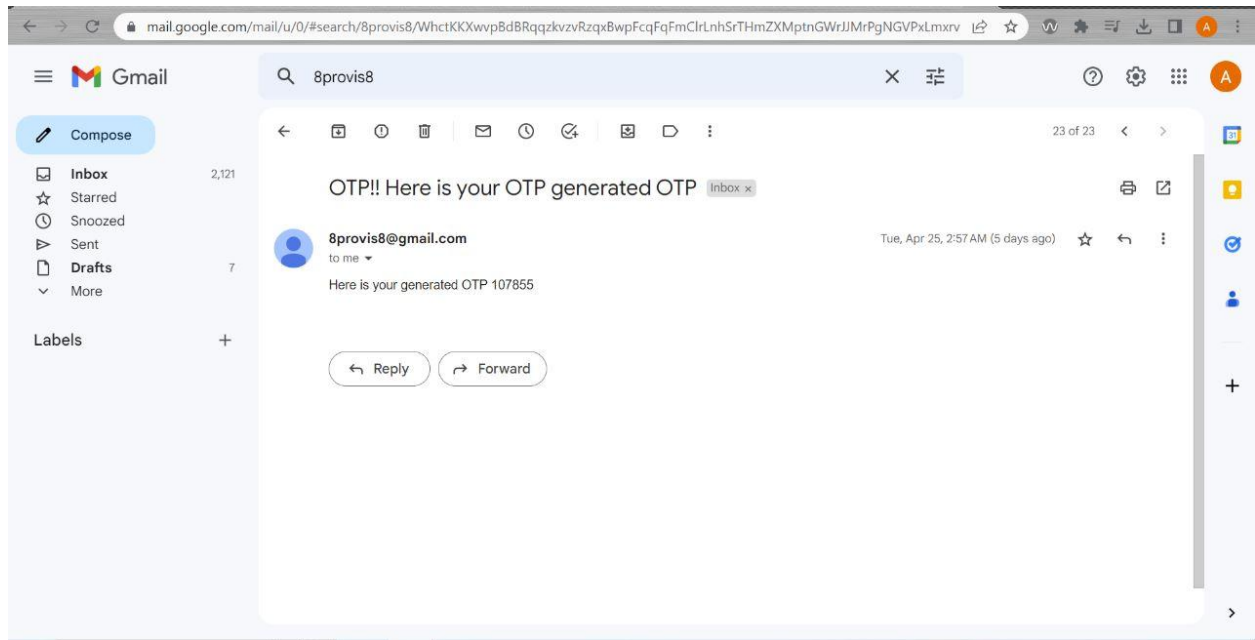 mail.google.com/mail/u/0/#search/8provis8/
Gmail
8provis8
A
Compose
23 of 23
31
Inbox 2,121
Starred
Snoozed
Sent
Drafts 7
More
Labels
OTP!! Here is your OTP generated OTP Inbox ×
8provis8@gmail.com Tue, Apr 25, 2:57 AM (5 days ago)
to me
Here is your generated OTP 107855
Reply Forward